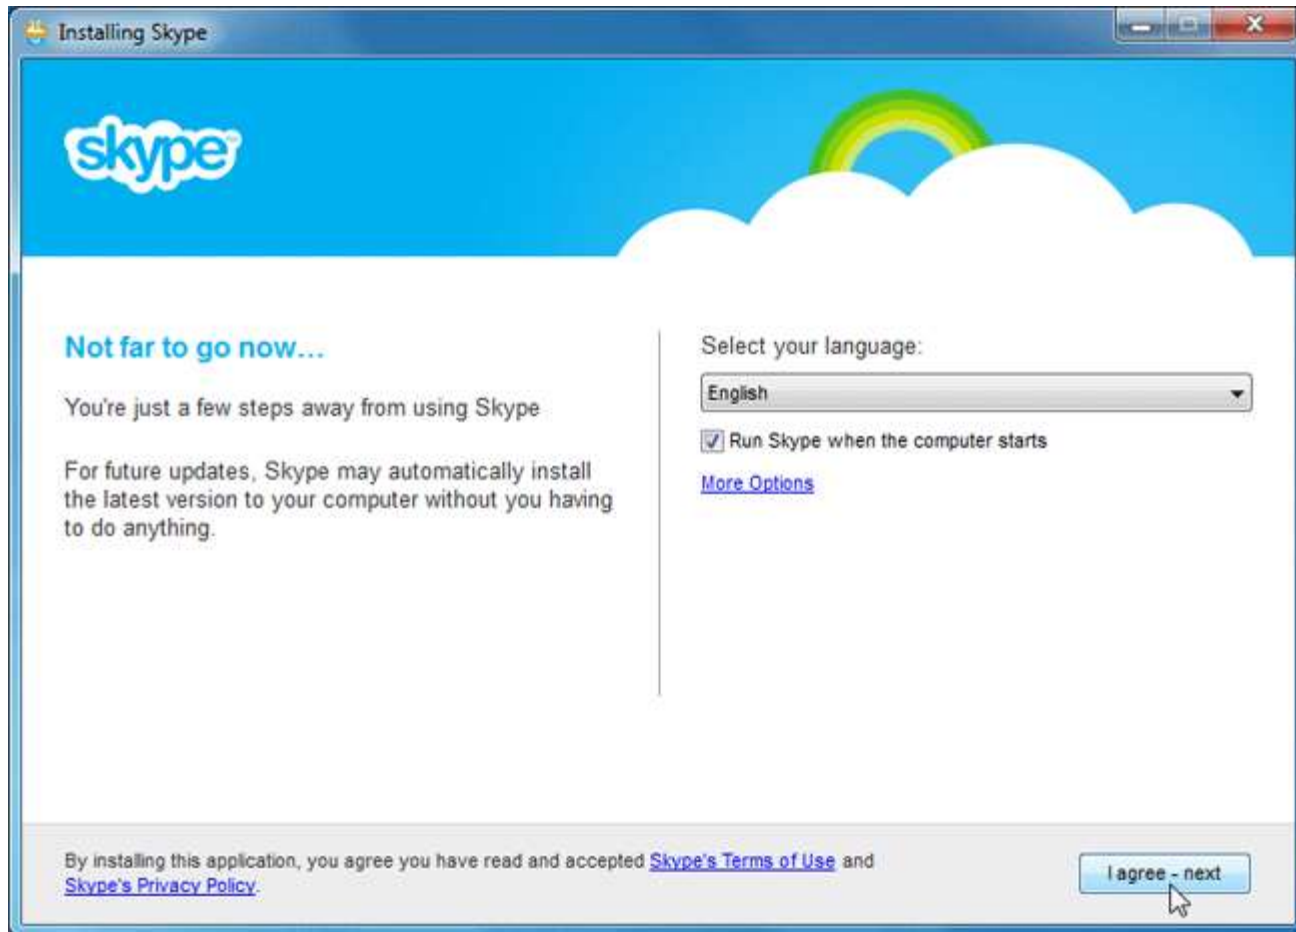 Installing Skype
skype™
Not far to go now...
You're just a few steps away from using Skype
For future updates, Skype may automatically install
the latest version to your computer without you having
to do anything.
Select your language:
English
Run Skype when the computer starts
More Options
By installing this application, you agree you have read and accepted Skype's Terms of Use and
Skype's Privacy Policy.
I agree - next